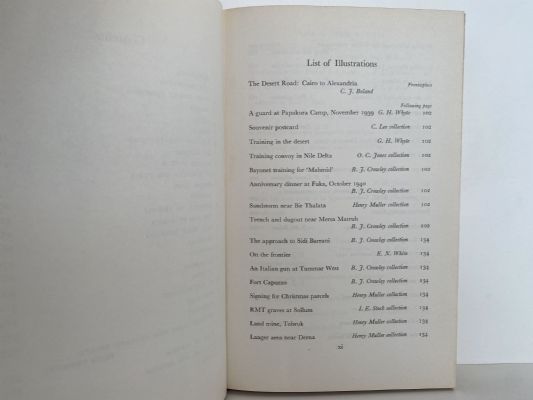 List of Illustrations
The Desert Road: Cairo to Alexandria Frontispiece
C. J. Boland
Following page
A guard at Papakura Camp, November 1939 G. H. Whyte 102
Souvenir postcard C. Lee collection 102
Training in the desert G. H. Whyte 102
Training convoy in Nile Delta O. C. Jones collection 102
Bayonet training for 'Mahmid' B. J. Crowley collection 102
Anniversary dinner at Fuka, October 1940
B. J. Crowley collection 102
Sandstorm near Bir Thalata Henry Muller collection 102
Trench and dugout near Mersa Matruh
B. J. Crowley collection 102
The approach to Sidi Barrani B. J. Crowley collection 134
On the frontier E. N. White 134
An Italian gun at Tummar West B. J. Crowley collection 134
Fort Capuzzo B. J. Crowley collection 134
Signing for Christmas parcels Henry Muller collection 134
RMT graves at Sollum I. E. Stock collection 134
Land mine, Tobruk Henry Muller collection 134
Laager area near Derna Henry Muller collection 134
xi